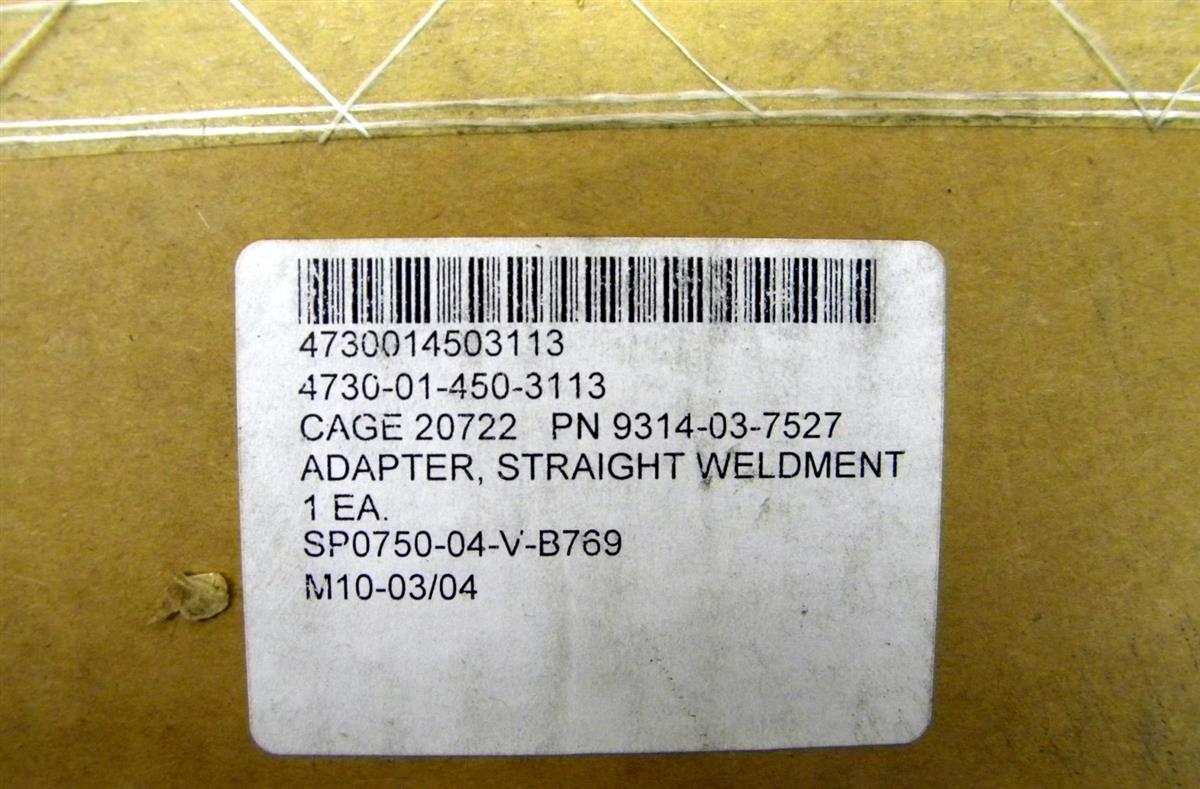 4730014503113
4730-01-450-3113
CAGE 20722 PN 9314-03-7527
ADAPTER, STRAIGHT WELDMENT
1 EA.
SP0750-04-V-B769
M10-03/04